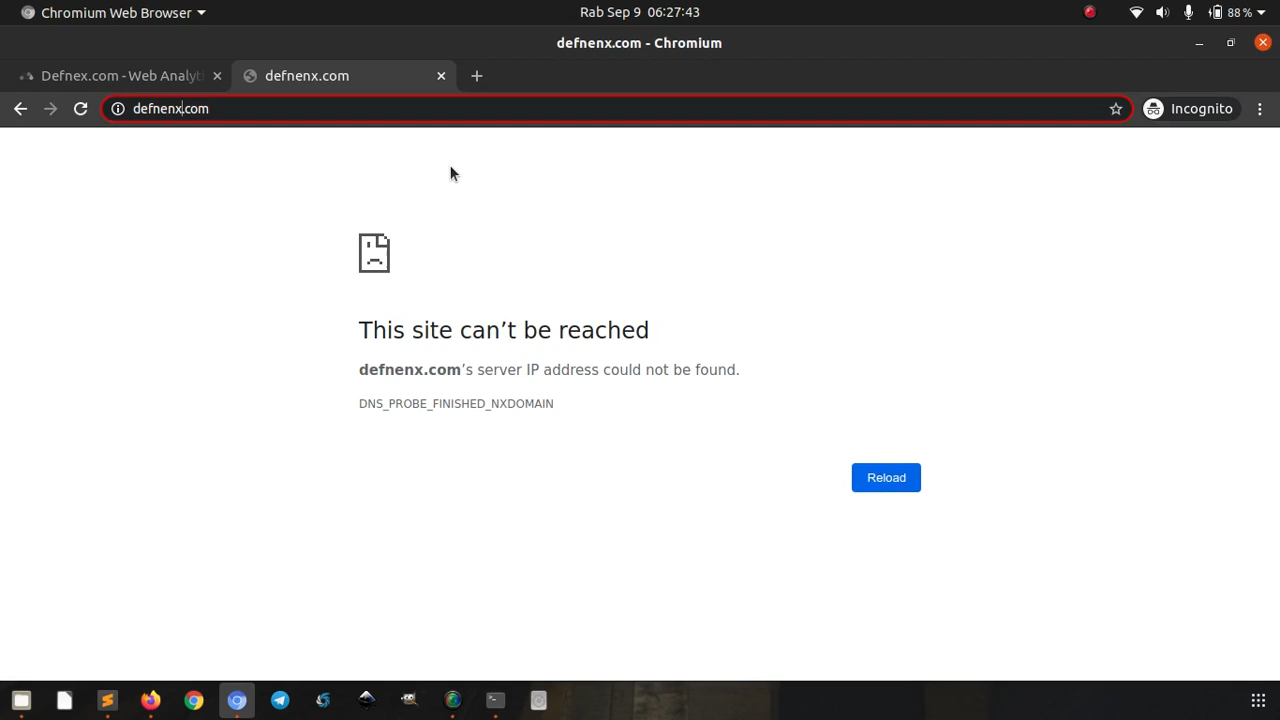 Chromium Web Browser
Rab Sep 9 06:27:43
88 %
defnenx.com - Chromium
Defnex.com - Web Analyt
defnenx.com
defnenx.com
Incognito
This site can’t be reached
defnenx.com’s server IP address could not be found.
DNS_PROBE_FINISHED_NXDOMAIN
Reload